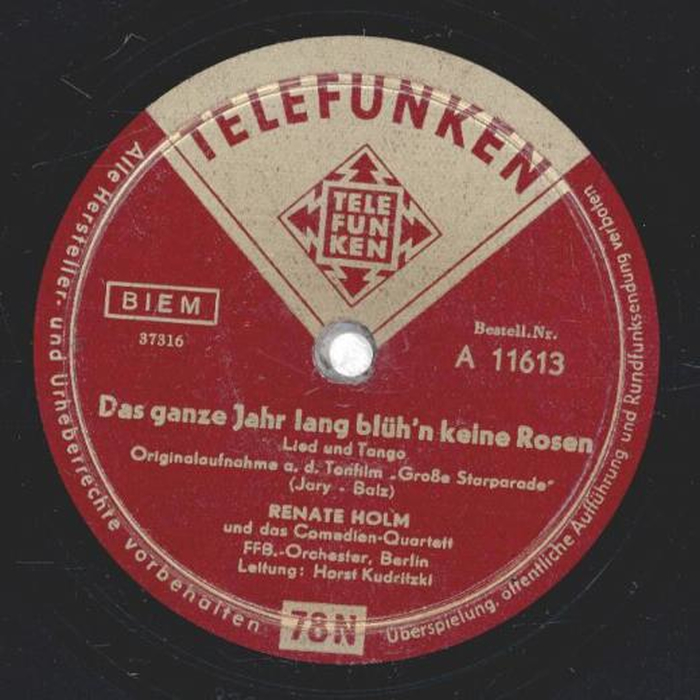 TELEFUNKEN
TELE
FUN
KEN
BIEM
37316
Bestell.Nr.
A 11613
Das ganze Jahr lang blüh'n keine Rosen
Lied und Tango
Originalaufnahme a. d. Tonfilm „Große Starparade"
(Jary - Balz)
RENATE HOLM
und das Comedien-Quartett
FFB.-Orchester, Berlin
Leitung: Horst Kudritzki
78 N
Alle Hersteller- und Urheberrechte vorbehalten
Überspielung, öffentliche Aufführung und Rundfunksendung verboten